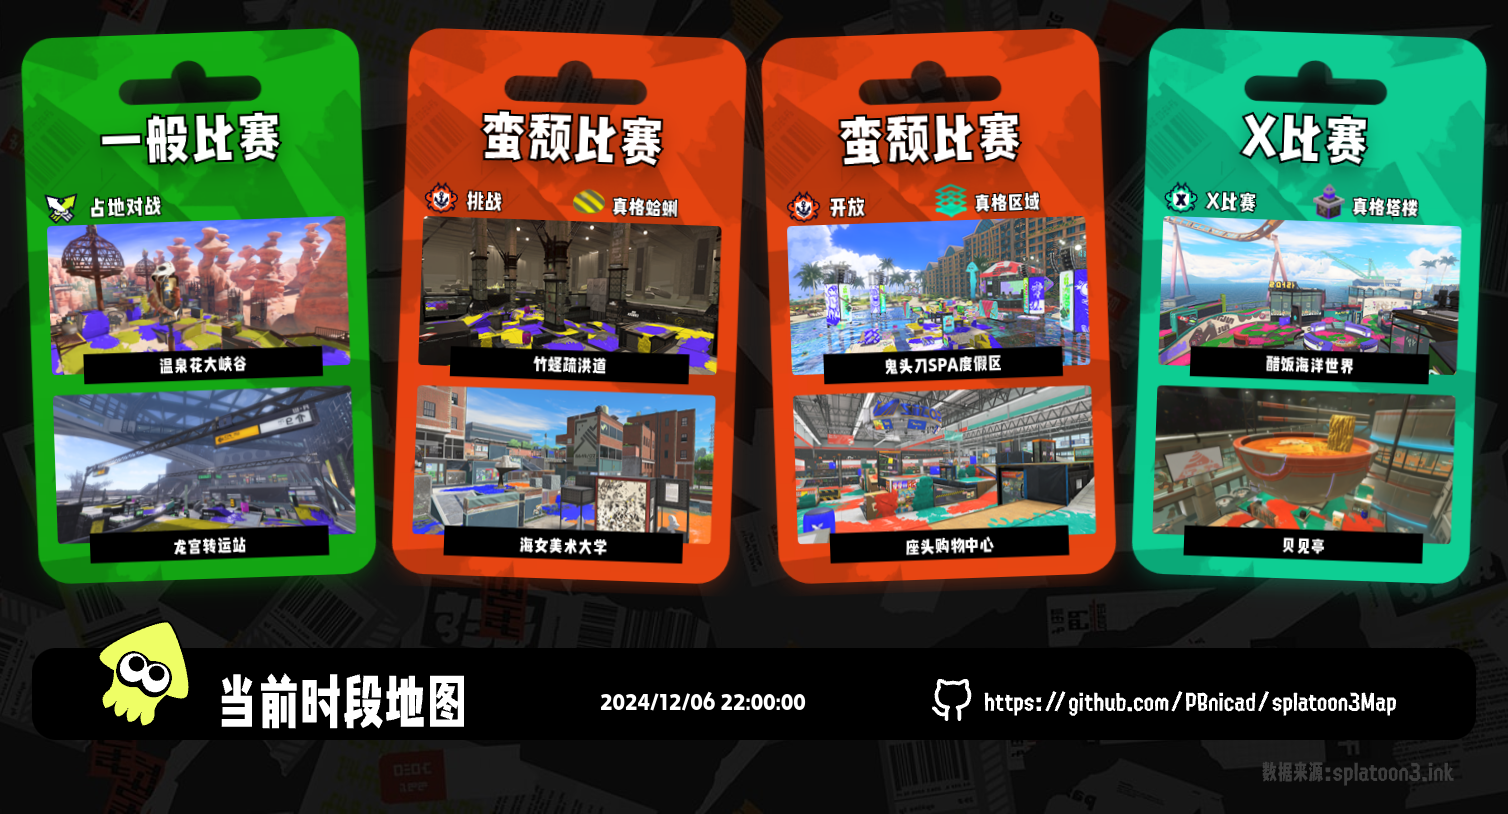 一般比赛
占地对战
温泉花大峡谷
龙宫转运站
蛮颓比赛
挑战
真格蛤蜊
竹蛏疏洪道
海女美术大学
蛮颓比赛
开放
真格区域
鬼头刀SPA度假区
座头购物中心
X比赛
X比赛
真格塔楼
醋饭海洋世界
贝见亭
当前时段地图
2024/12/06 22:00:00
https://github.com/PBnicad/splatoon3Map
数据来源:splatoon3.ink